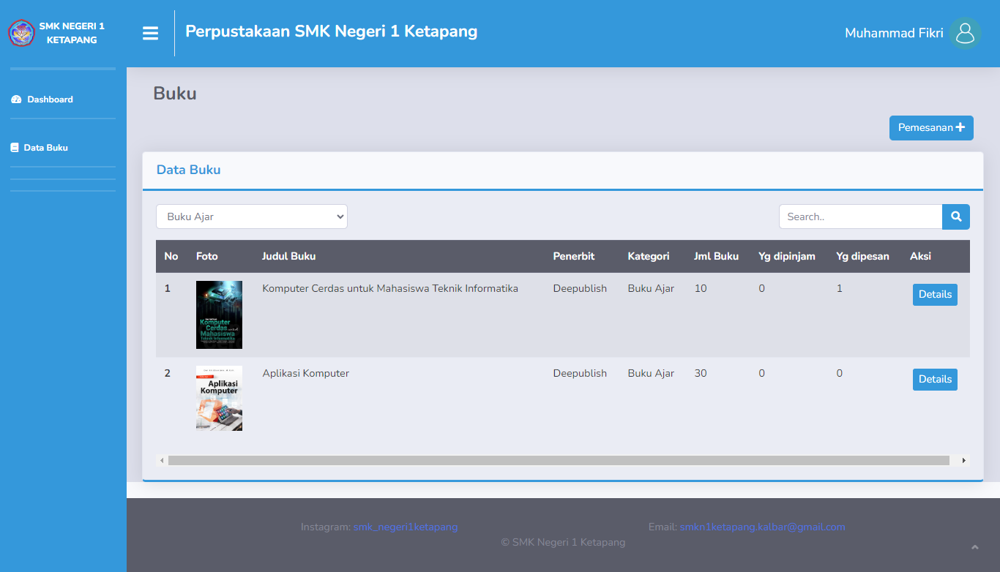 SMK NEGERI 1
KETAPANG
Perpustakaan SMK Negeri 1 Ketapang
Muhammad Fikri
Dashboard
Data Buku
Buku
Pemesanan
Data Buku
Buku Ajar
Search..
No Foto Judul Buku Penerbit Kategori Jml Buku Yg dipinjam Yg dipesan Aksi
1 Komputer Cerdas untuk Mahasiswa Teknik Informatika Deepublish Buku Ajar 10 0 1 Details
Komputer
Cerdas untuk
Mahasiswa
Teknik Informatika
2 Aplikasi Komputer Deepublish Buku Ajar 30 0 0 Details
Aplikasi
Komputer
Instagram: smk_negeri1ketapang Email: smkn1ketapang.kalbar@gmail.com
© SMK Negeri 1 Ketapang